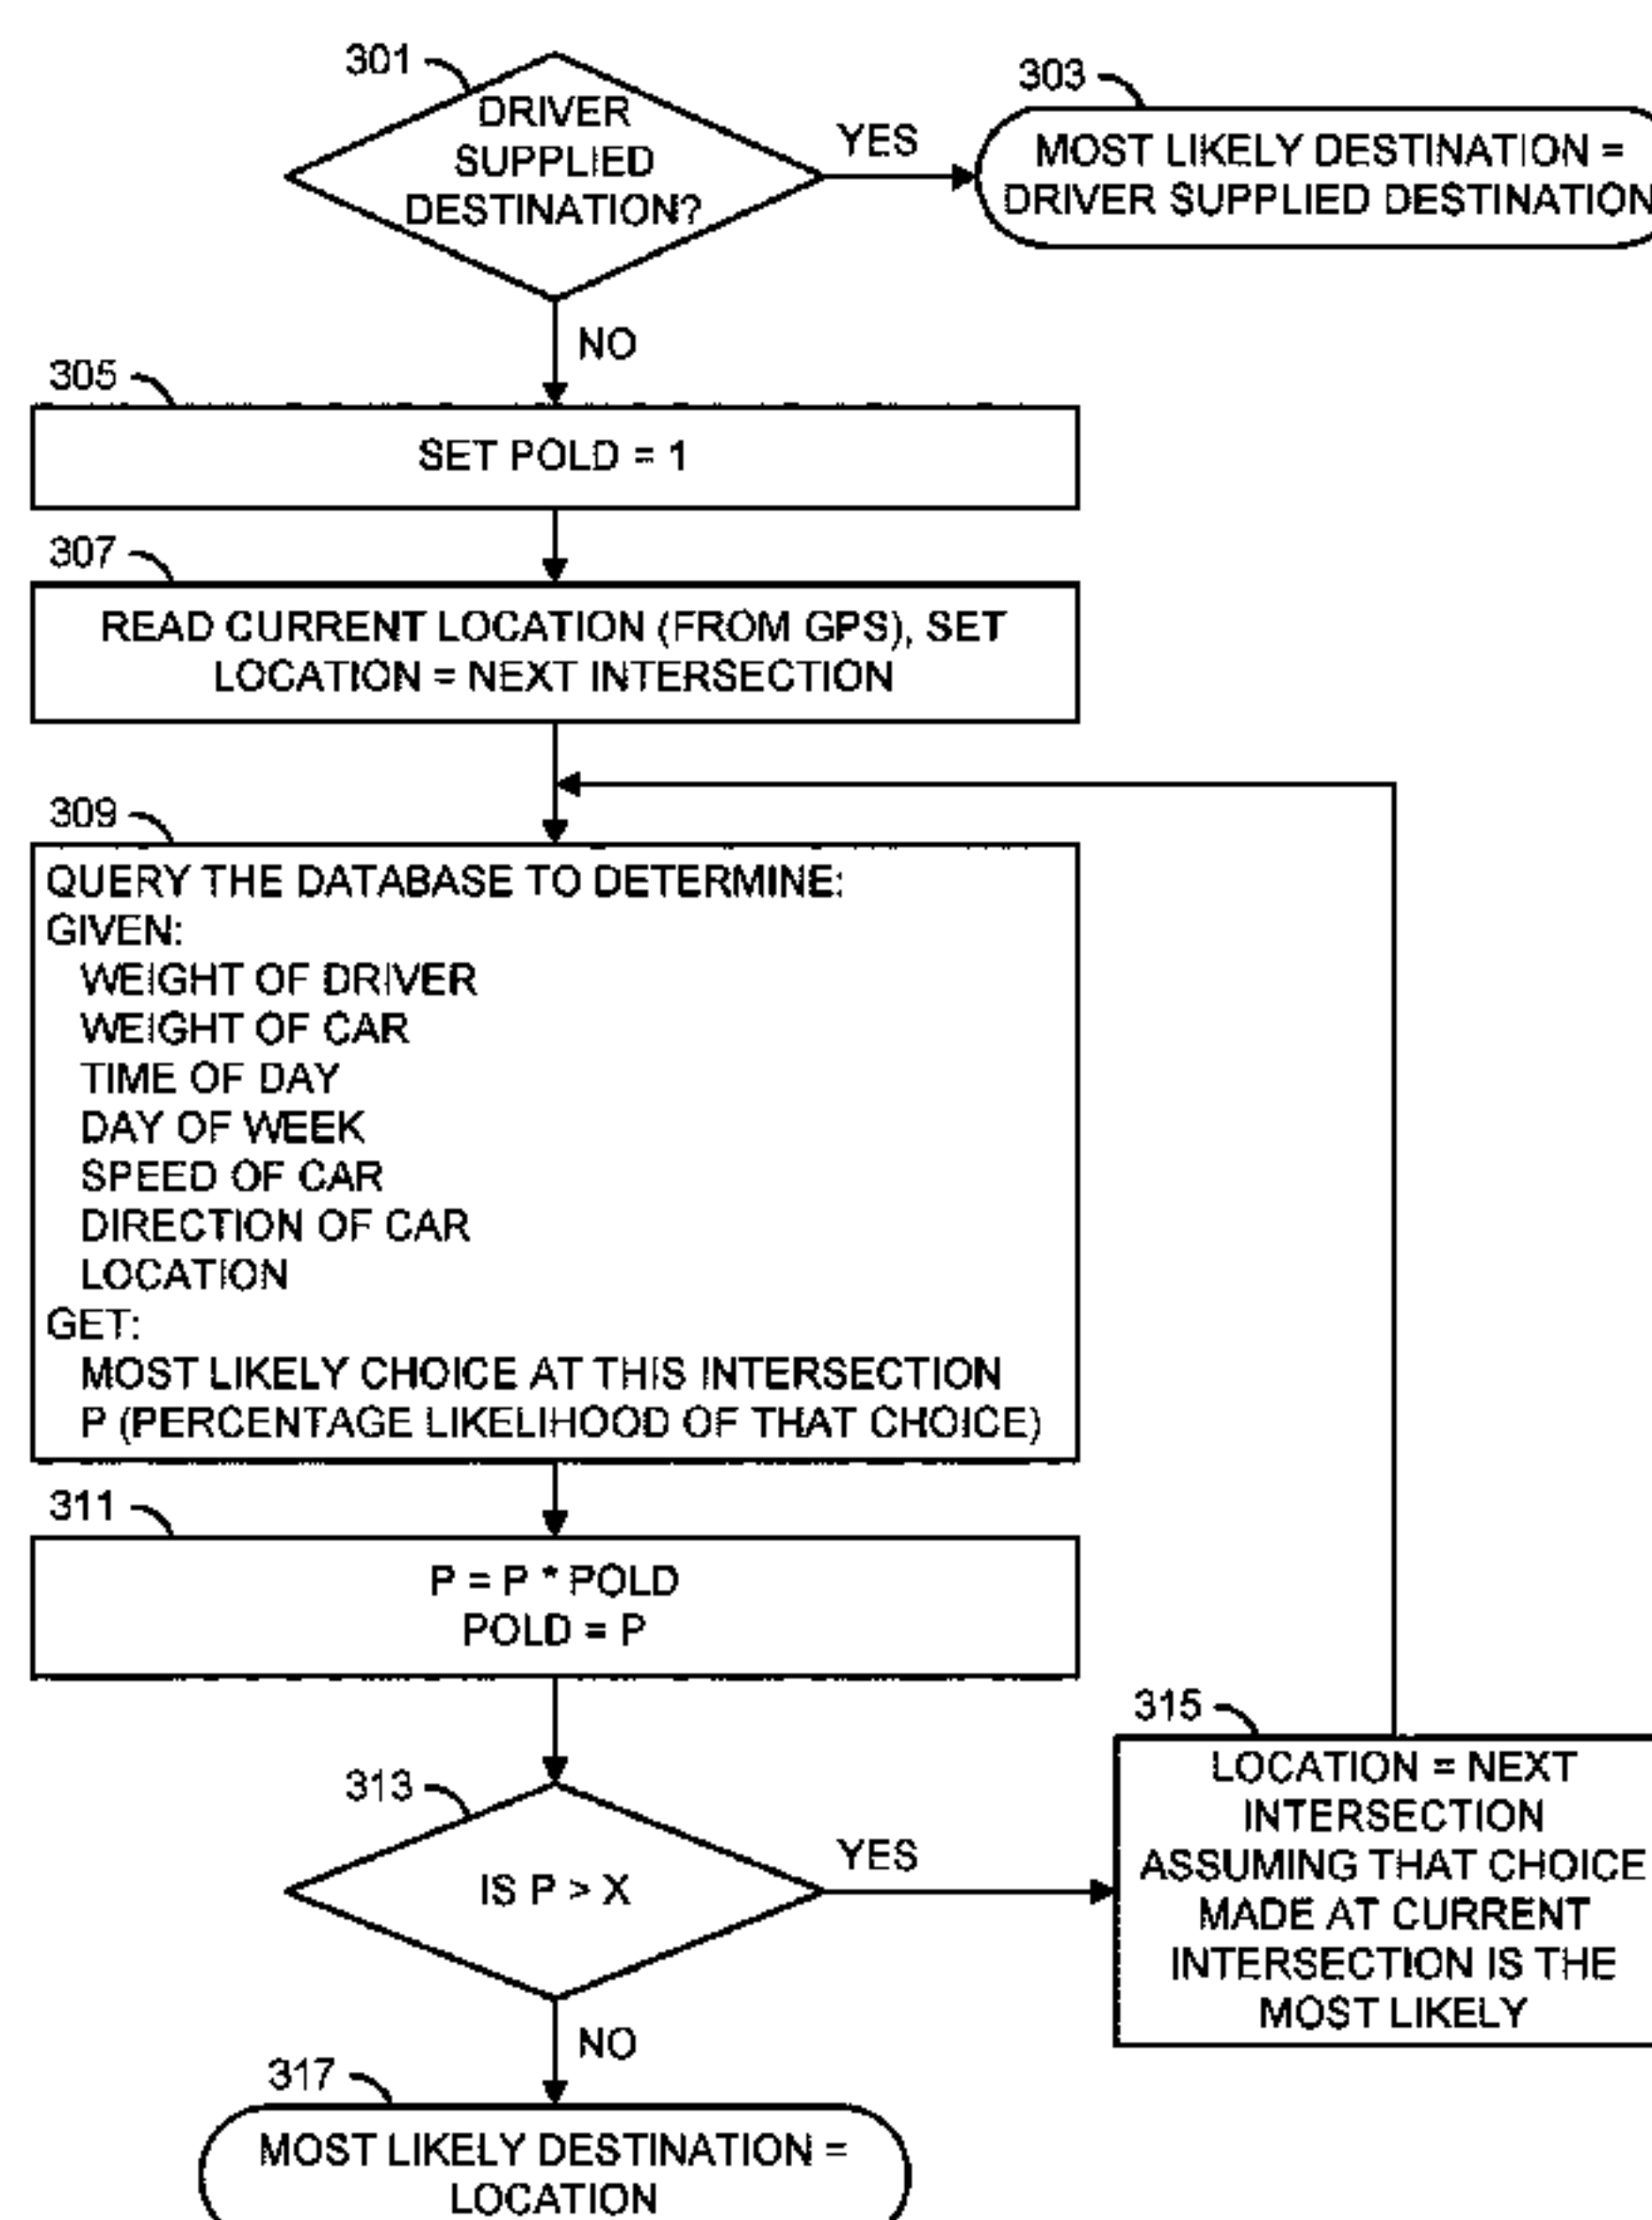 301
DRIVER
SUPPLIED
DESTINATION?
YES
303
MOST LIKELY DESTINATION =
DRIVER SUPPLIED DESTINATION
NO
305
SET POLD = 1
307
READ CURRENT LOCATION (FROM GPS), SET
LOCATION = NEXT INTERSECTION
309
QUERY THE DATABASE TO DETERMINE:
GIVEN:
WEIGHT OF DRIVER
WEIGHT OF CAR
TIME OF DAY
DAY OF WEEK
SPEED OF CAR
DIRECTION OF CAR
LOCATION
GET:
MOST LIKELY CHOICE AT THIS INTERSECTION
P (PERCENTAGE LIKELIHOOD OF THAT CHOICE)
311
P = P * POLD
POLD = P
313
IS P > X
YES
315
LOCATION = NEXT
INTERSECTION
ASSUMING THAT CHOICE
MADE AT CURRENT
INTERSECTION IS THE
MOST LIKELY
NO
317
MOST LIKELY DESTINATION =
LOCATION